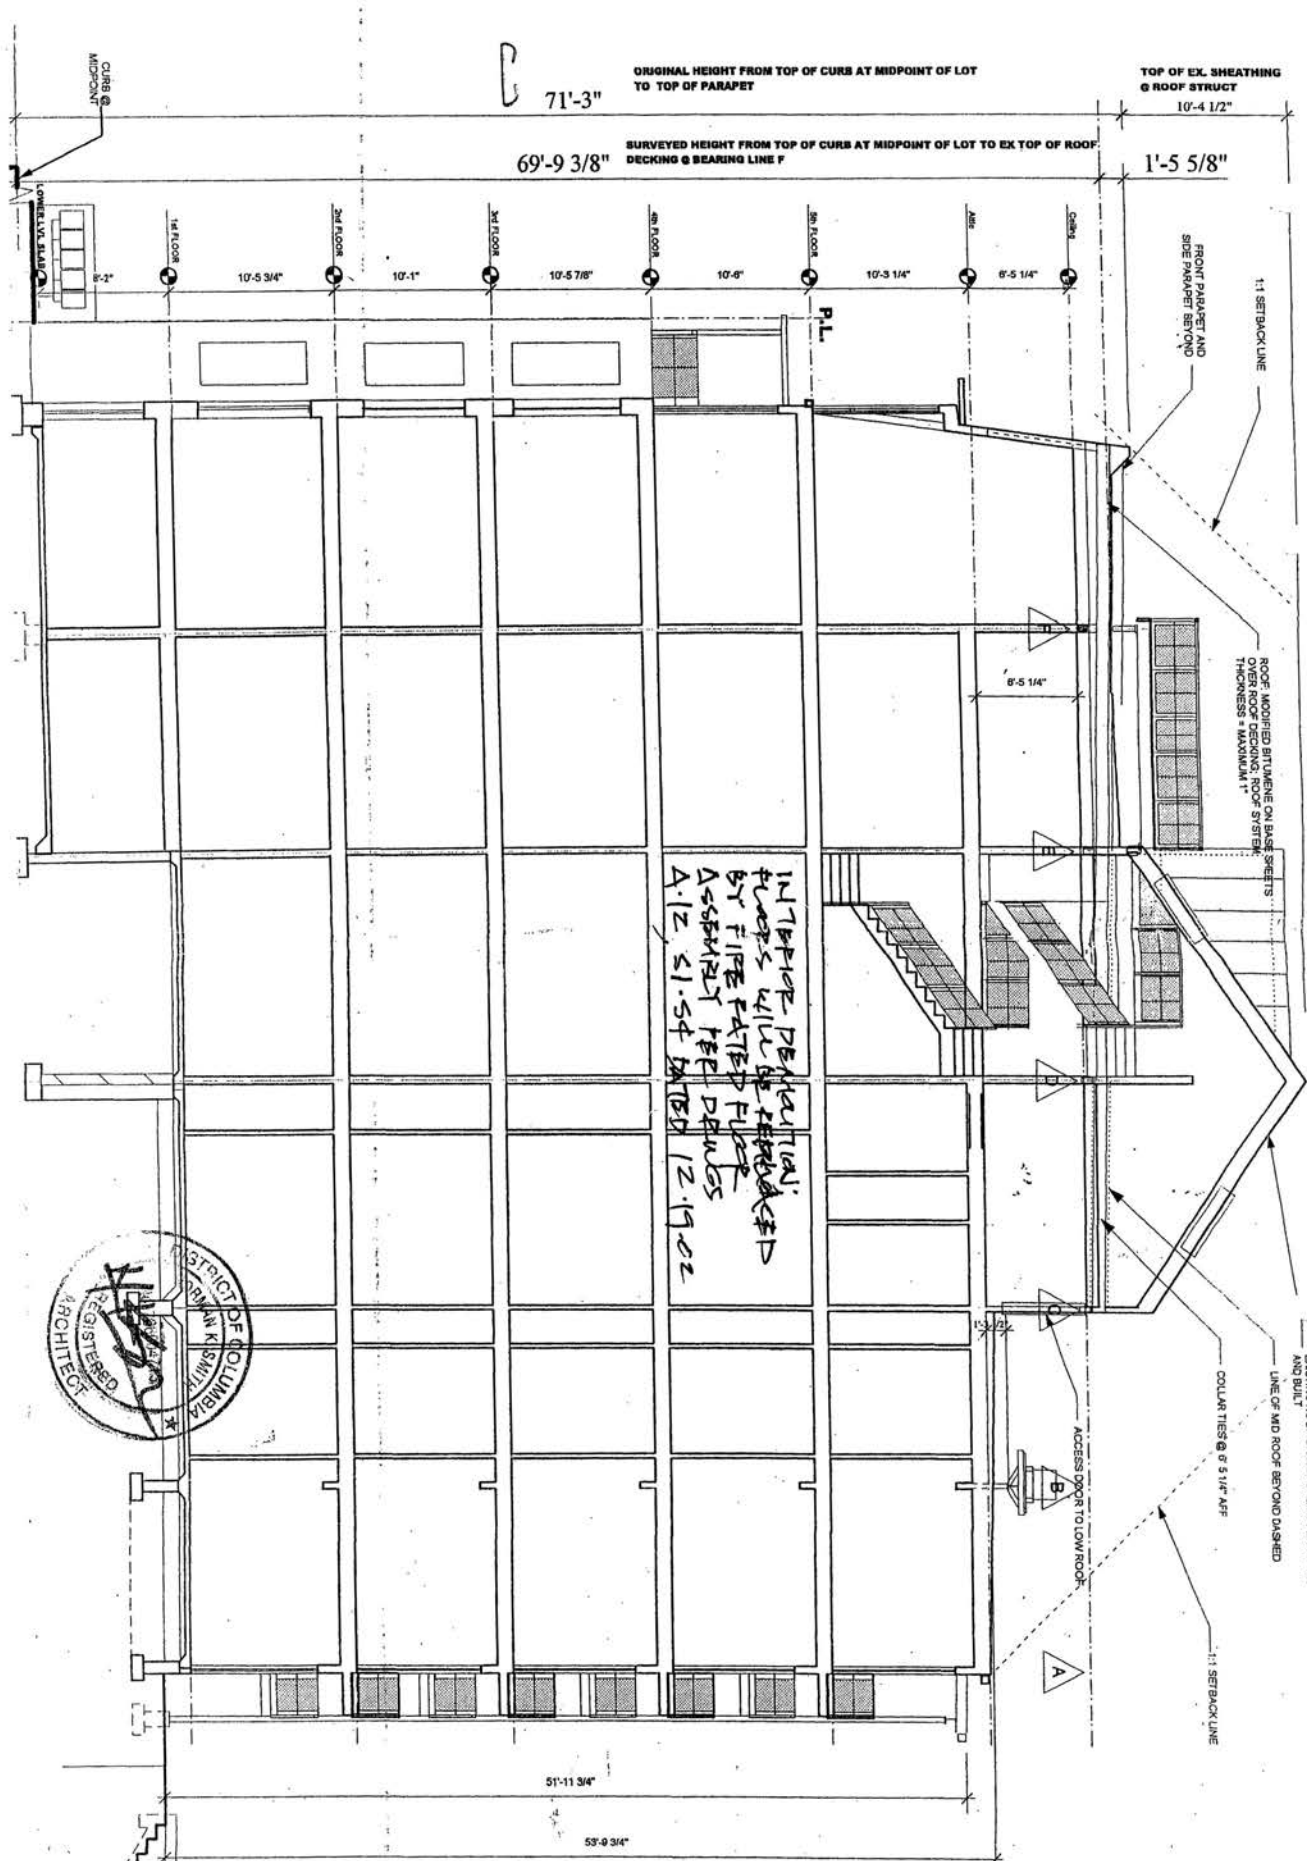 ORIGINAL HEIGHT FROM TOP OF CURB AT MIDPOINT OF LOT
TO TOP OF PARAPET
71'-3"
TOP OF EX. SHEATHING
@ ROOF STRUCT
10'-4 1/2"
SURVEYED HEIGHT FROM TOP OF CURB AT MIDPOINT OF LOT TO EX TOP OF ROOF
DECKING @ BEARING LINE F
69'-9 3/8"
1'-5 5/8"
CURB @
MIDPOINT
LOWER LVL SLAB
8'-2"
1st FLOOR
10'-5 3/4"
2nd FLOOR
10'-1"
3rd FLOOR
10'-5 7/8"
4th FLOOR
10'-6"
5th FLOOR
10'-3 1/4"
Attic
6'-5 1/4"
Ceiling
P.L.
FRONT PARAPET AND
SIDE PARAPET BEYOND
1:1 SETBACK LINE
ROOF: MODIFIED BITUMENE ON BASE SHEETS
OVER ROOF DECKING; ROOF SYSTEM
THICKNESS = MAXIMUM 1"
6'-5 1/4"
INTERIOR DEMOLITION:
FLOORS WILL BE REPLACED
BY FIRE RATED FLOOR
ASSEMBLY PER DRWGS
A-12 S1-S4 DATED 12-19-02
C
B
A
AND BUILT
LINE OF MID ROOF BEYOND DASHED
COLLAR TIES @ 6' 5 1/4" AFF
ACCESS DOOR TO LOW ROOF
1:1 SETBACK LINE
DISTRICT OF COLUMBIA
NORMAN K. SMITH
REGISTERED
ARCHITECT
51'-11 3/4"
53'-9 3/4"